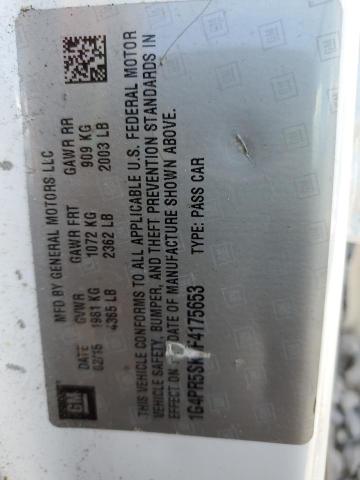 GM
MFD BY GENERAL MOTORS LLC
DATE GVWR GAWR FRT GAWR RR
02/15 1981 KG 1072 KG 909 KG
4365 LB 2362 LB 2003 LB
THIS VEHICLE CONFORMS TO ALL APPLICABLE U.S. FEDERAL MOTOR
VEHICLE SAFETY, BUMPER, AND THEFT PREVENTION STANDARDS IN
EFFECT ON THE DATE OF MANUFACTURE SHOWN ABOVE.
TYPE: PASS CAR